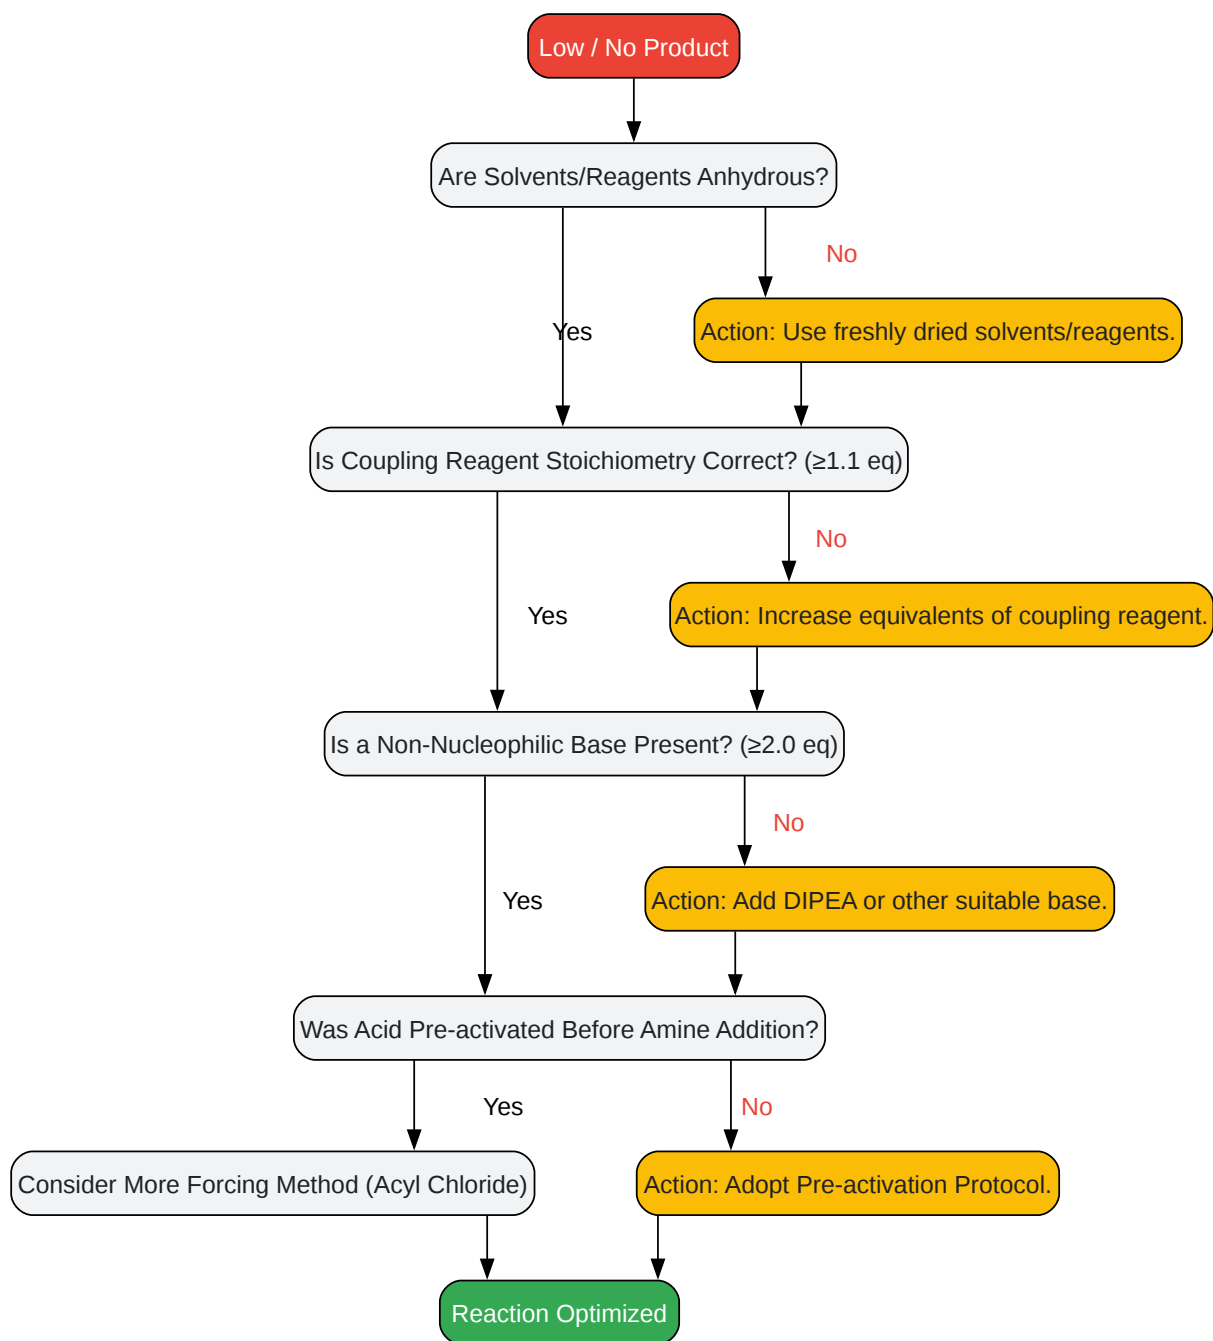 Low / No Product
Are Solvents/Reagents Anhydrous?
No
Yes
Action: Use freshly dried solvents/reagents.
Is Coupling Reagent Stoichiometry Correct? (≥1.1 eq)
No
Yes
Action: Increase equivalents of coupling reagent.
Is a Non-Nucleophilic Base Present? (≥2.0 eq)
No
Yes
Action: Add DIPEA or other suitable base.
Was Acid Pre-activated Before Amine Addition?
Yes
No
Consider More Forcing Method (Acyl Chloride)
Action: Adopt Pre-activation Protocol.
Reaction Optimized